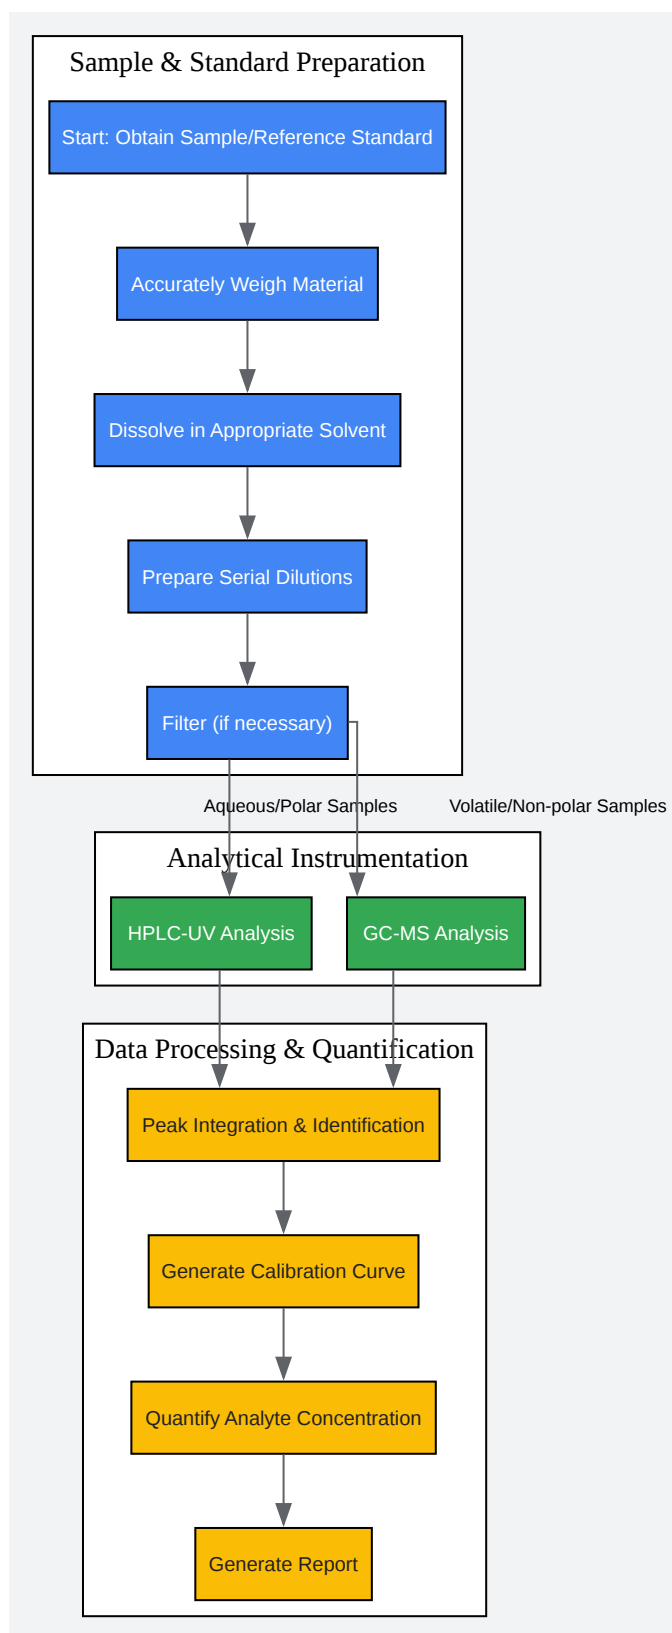 Sample & Standard Preparation
Start: Obtain Sample/Reference Standard
Accurately Weigh Material
Dissolve in Appropriate Solvent
Prepare Serial Dilutions
Filter (if necessary)
Aqueous/Polar Samples
Volatile/Non-polar Samples
Analytical Instrumentation
HPLC-UV Analysis
GC-MS Analysis
Data Processing & Quantification
Peak Integration & Identification
Generate Calibration Curve
Quantify Analyte Concentration
Generate Report